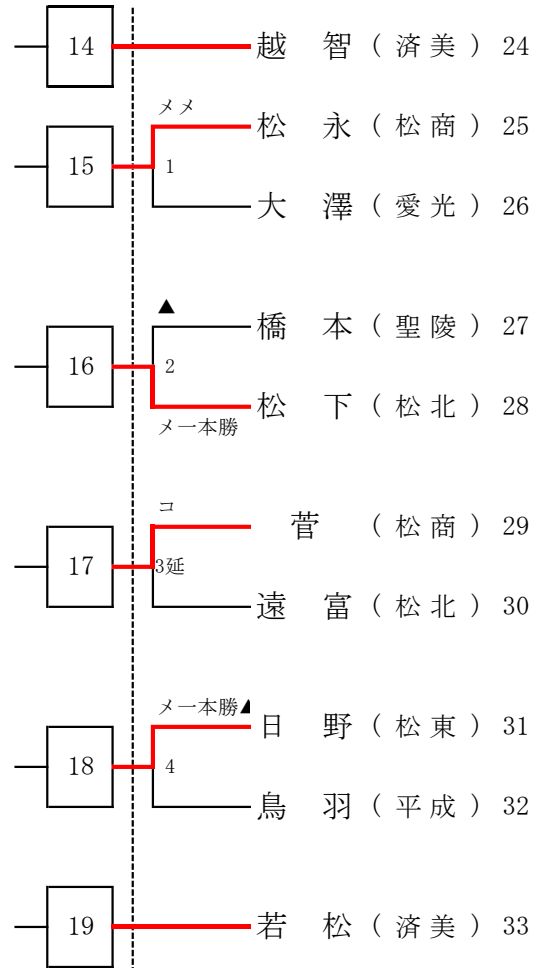 14 越 智 （ 済 美 ） 24
メメ
松 永 （ 松 商 ） 25
15 1
大 澤 （ 愛 光 ） 26
▲
橋 本 （ 聖 陵 ） 27
16 2
松 下 （ 松 北 ） 28
メ一本勝
コ
菅 （ 松 商 ） 29
17 3延
遠 富 （ 松 北 ） 30
メ一本勝▲
日 野 （ 松 東 ） 31
18 4
鳥 羽 （ 平 成 ） 32
19 若 松 （ 済 美 ） 33